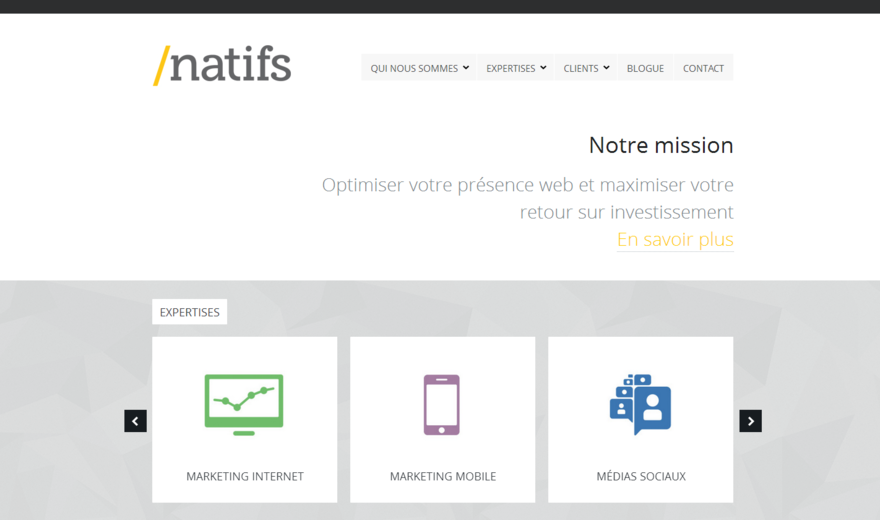 /natifs
QUI NOUS SOMMES
EXPERTISES
CLIENTS
BLOGUE
CONTACT
Notre mission
Optimiser votre présence web et maximiser votre
retour sur investissement
En savoir plus
EXPERTISES
MARKETING INTERNET
MARKETING MOBILE
MÉDIAS SOCIAUX